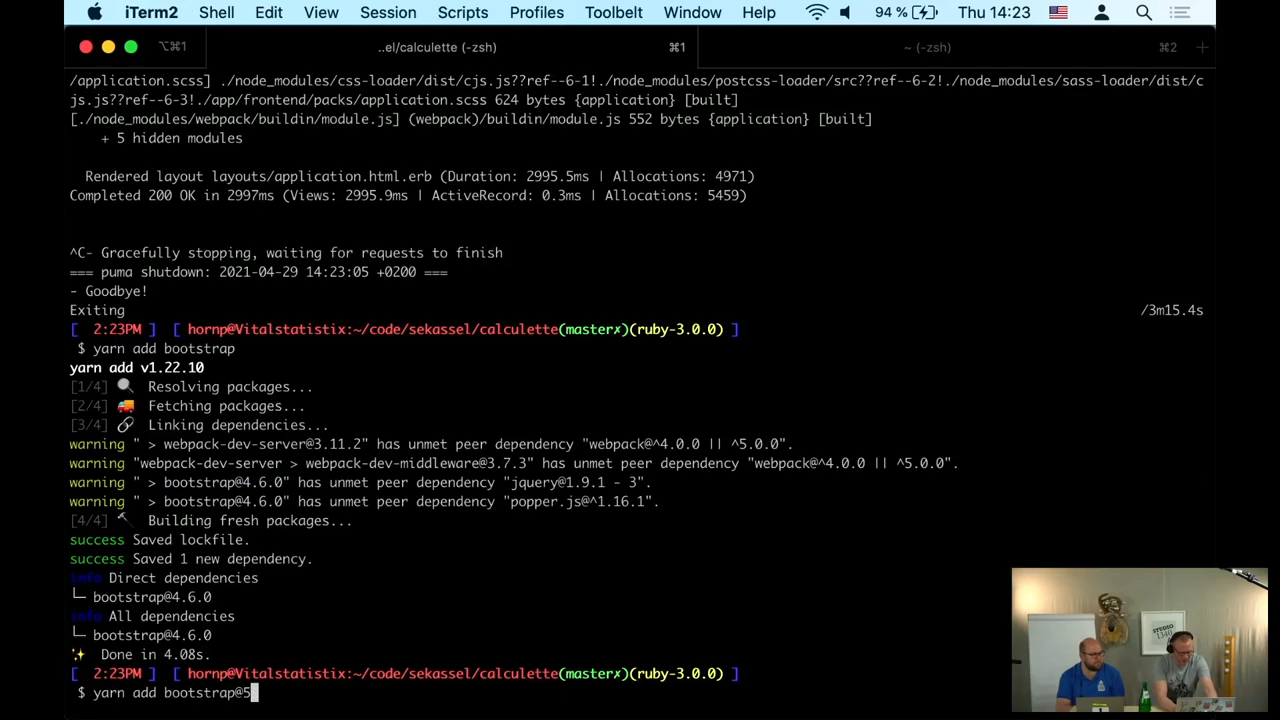 iTerm2 Shell Edit View Session Scripts Profiles Toolbelt Window Help 94 % Thu 14:23
⌥⌘1 ..el/calculette (-zsh) ⌘1 ~ (-zsh) ⌘2 +
/application.scss] ./node_modules/css-loader/dist/cjs.js??ref--6-1!./node_modules/postcss-loader/src??ref--6-2!./node_modules/sass-loader/dist/c
js.js??ref--6-3!./app/frontend/packs/application.scss 624 bytes {application} [built]
[./node_modules/webpack/buildin/module.js] (webpack)/buildin/module.js 552 bytes {application} [built]
+ 5 hidden modules
Rendered layout layouts/application.html.erb (Duration: 2995.5ms | Allocations: 4971)
Completed 200 OK in 2997ms (Views: 2995.9ms | ActiveRecord: 0.3ms | Allocations: 5459)
^C- Gracefully stopping, waiting for requests to finish
=== puma shutdown: 2021-04-29 14:23:05 +0200 ===
- Goodbye!
Exiting /3m15.4s
[ 2:23PM ] [ hornp@Vitalstatistix:~/code/sekassel/calculette(master✗)(ruby-3.0.0) ]
$ yarn add bootstrap
yarn add v1.22.10
[1/4] 🔍 Resolving packages...
[2/4] 🚚 Fetching packages...
[3/4] 🔗 Linking dependencies...
warning " > webpack-dev-server@3.11.2" has unmet peer dependency "webpack@^4.0.0 || ^5.0.0".
warning "webpack-dev-server > webpack-dev-middleware@3.7.3" has unmet peer dependency "webpack@^4.0.0 || ^5.0.0".
warning " > bootstrap@4.6.0" has unmet peer dependency "jquery@1.9.1 - 3".
warning " > bootstrap@4.6.0" has unmet peer dependency "popper.js@^1.16.1".
[4/4] 🔨 Building fresh packages...
success Saved lockfile.
success Saved 1 new dependency.
info Direct dependencies
└─ bootstrap@4.6.0
info All dependencies
└─ bootstrap@4.6.0
✨ Done in 4.08s.
[ 2:23PM ] [ hornp@Vitalstatistix:~/code/sekassel/calculette(master✗)(ruby-3.0.0) ]
$ yarn add bootstrap@5
STUDIO
1340